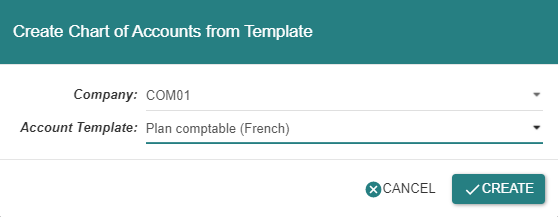 Create Chart of Accounts from Template
Company: COM01
Account Template: Plan comptable (French)
CANCEL CREATE